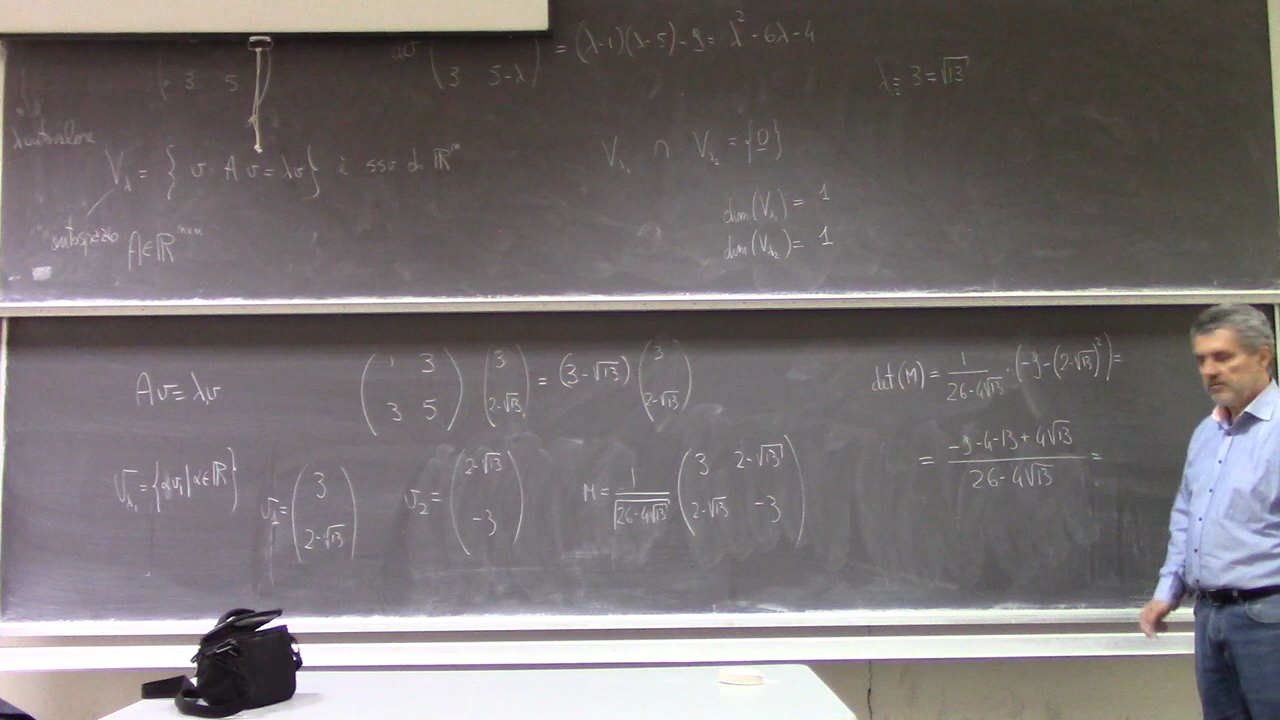 det ( 3 5-λ ) = (λ-1)(λ-5)-9 = λ² - 6λ - 4
( 3 5
λ = 3 = √13
λ autovalore
V_λ = { v : A v = λv } è ssv di ℝⁿ
V_λ₁ ∩ V_λ₂ = {0}
autospazio A∈ℝⁿˣⁿ
dim(V_λ₁) = 1
dim(V_λ₂) = 1
Av = λv
( 1 3 ; 3 5 ) ( 3 ; 2-√13 ) = (3-√13) ( 3 ; 2-√13 )
det(M) = 1/(26-4√13) · (-9-(2-√13)²) =
V_λ₁ = {αv₁ | α∈ℝ}
v₁ = ( 3 ; 2-√13 )
v₂ = ( 2-√13 ; -3 )
M = 1/√(26-4√13) ( 3 2-√13 ; 2-√13 -3 )
= (-9-4-13+4√13)/(26-4√13) =